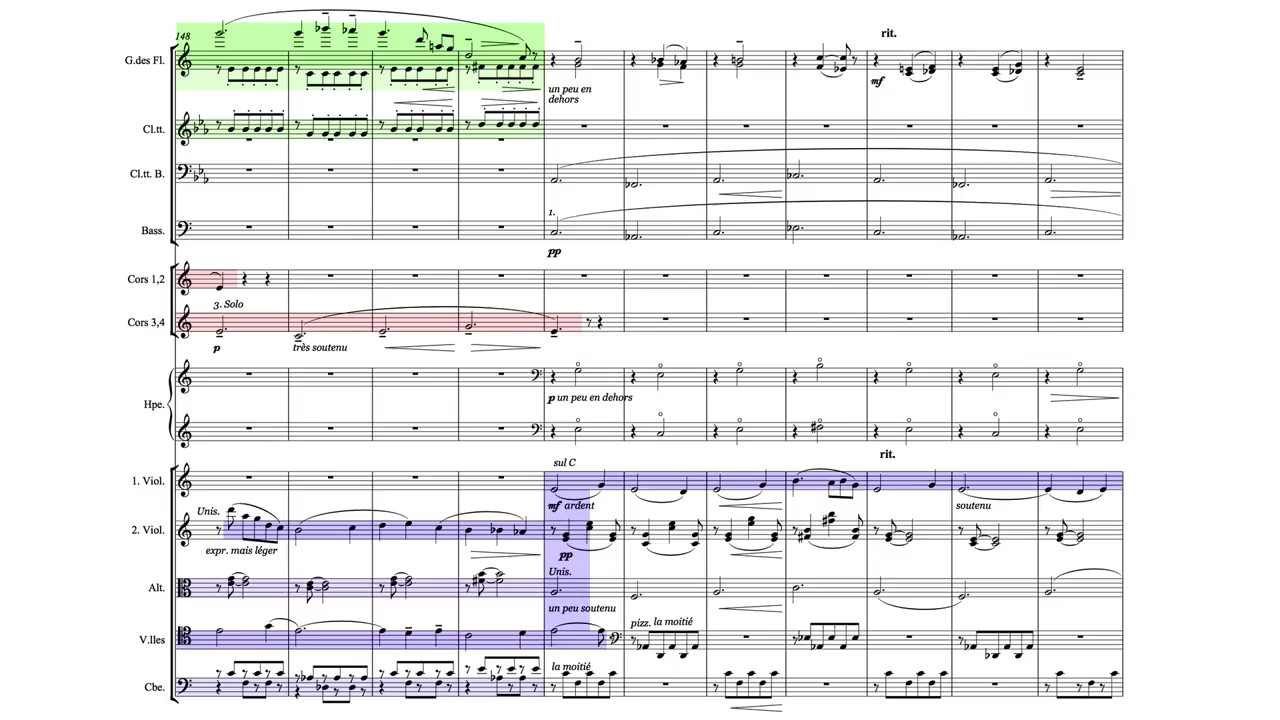 148
rit.
G.des Fl.
mf
un peu en
dehors
Cl.tt.
Cl.tt B.
1.
Bass.
pp
Cors 1,2
3. Solo
Cors 3,4
p
très soutenu
Hpe.
p un peu en dehors
rit.
sul C
1. Viol.
mf ardent
soutenu
Unis.
2. Viol.
expr. mais léger
pp
Unis.
Alt.
un peu soutenu
pizz. la moitié
V.lles
la moitié
Cbe.